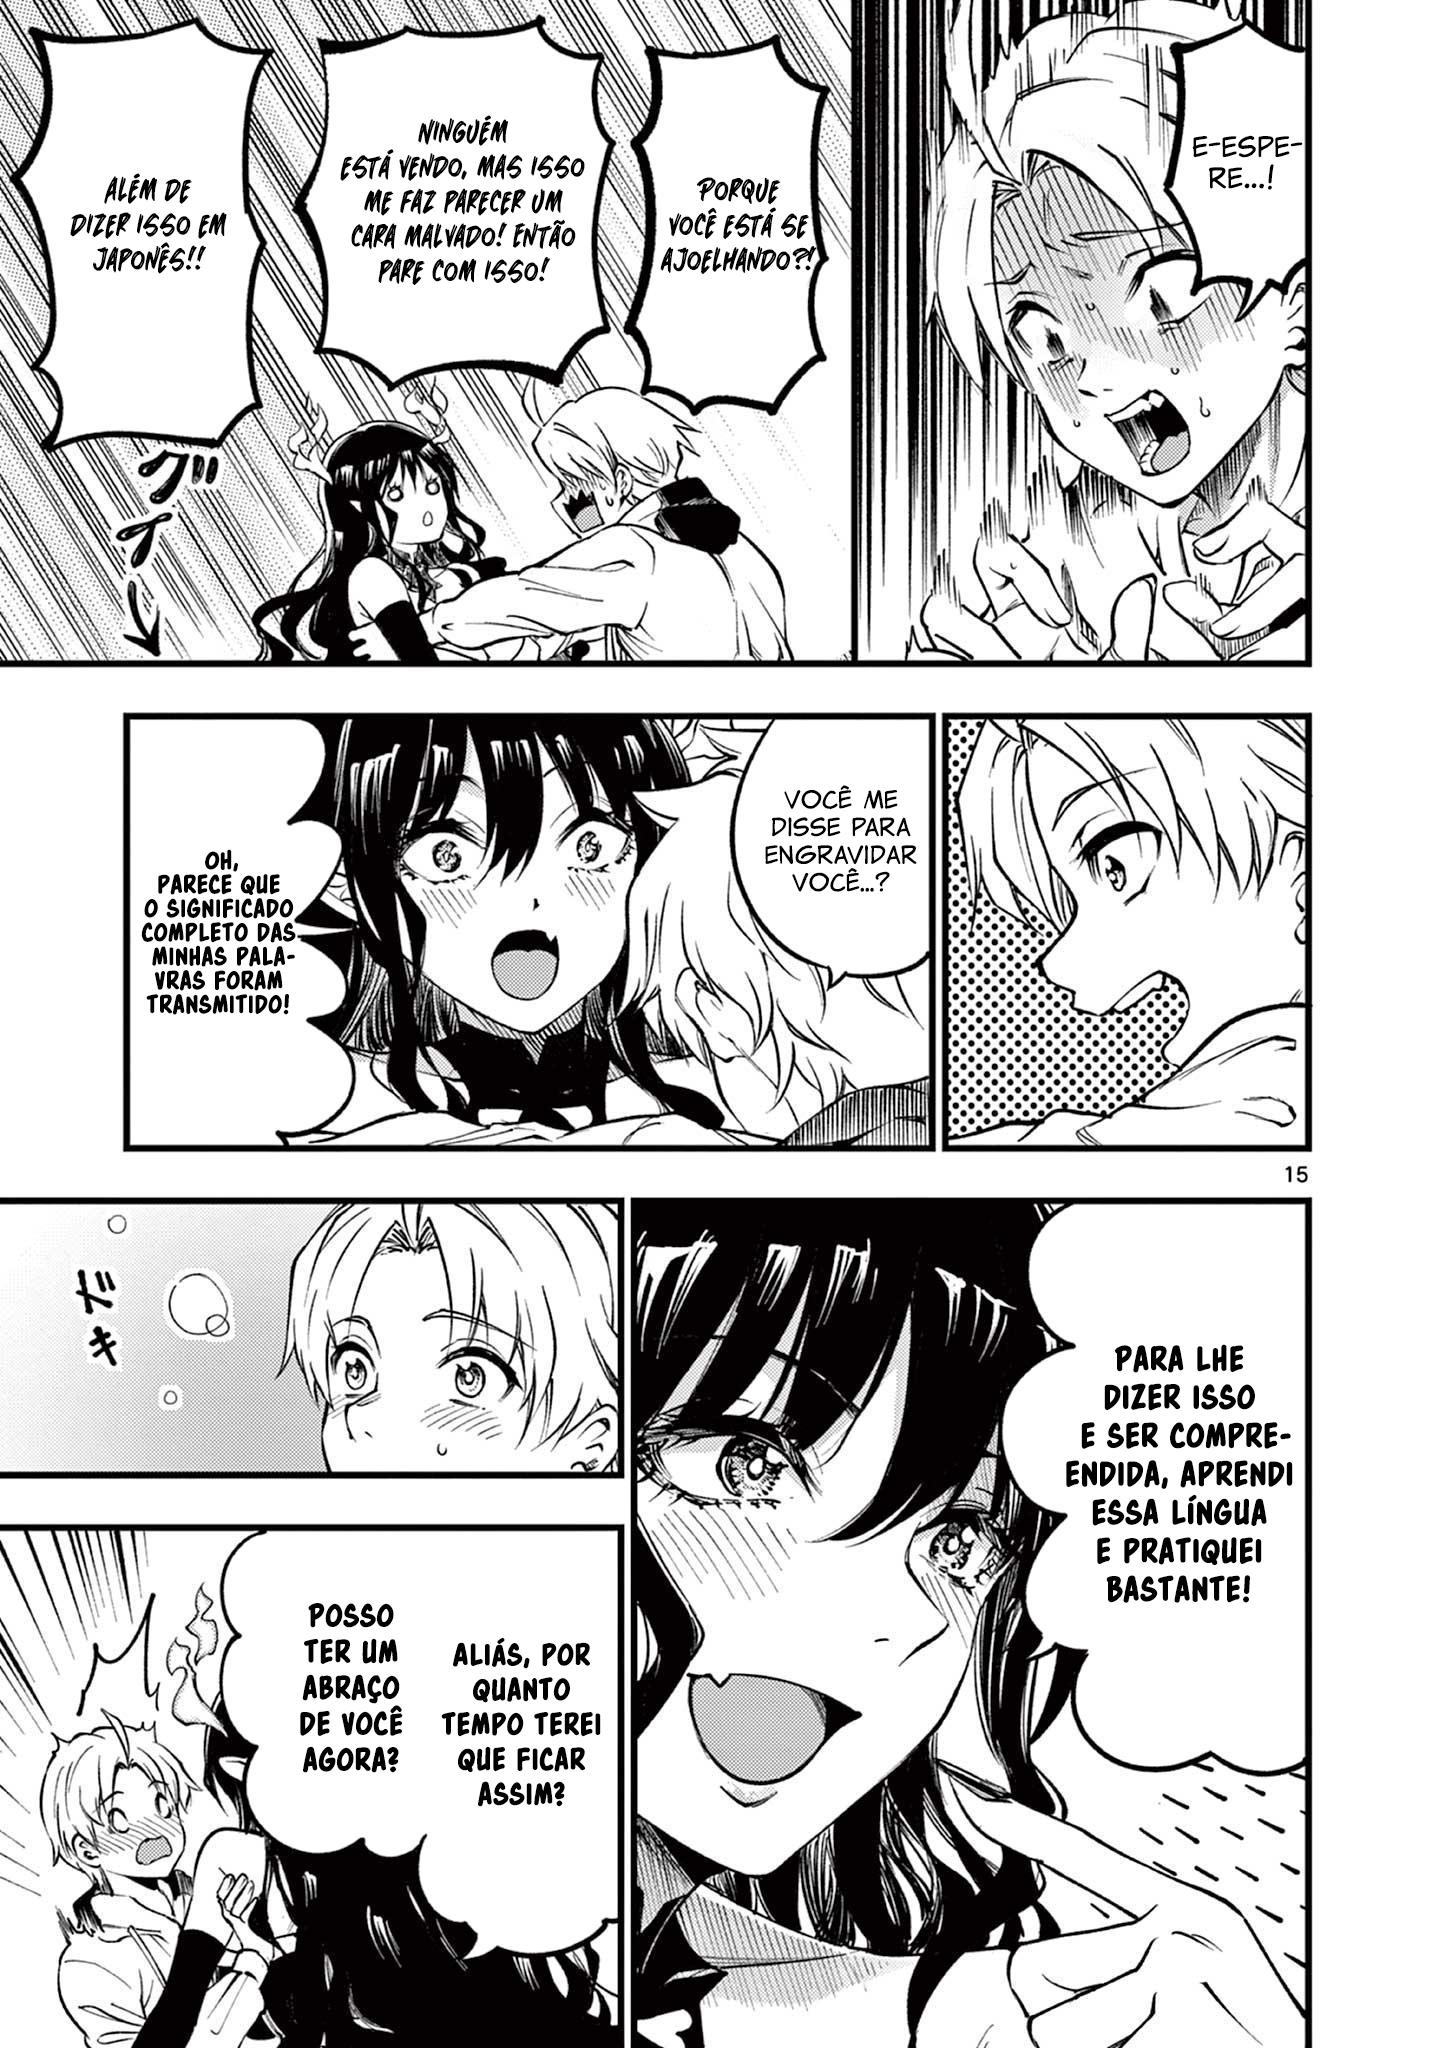 E-ESPE-
RE...!
PORQUE
VOCÊ ESTÁ SE
AJOELHANDO?!
NINGUÉM
ESTÁ VENDO, MAS ISSO
ME FAZ PARECER UM
CARA MALVADO! ENTÃO
PARE COM ISSO!
ALÉM DE
DIZER ISSO EM
JAPONÊS!!
グイー
VOCÊ ME
DISSE PARA
ENGRAVIDAR
VOCÊ...?
OH,
PARECE QUE
O SIGNIFICADO
COMPLETO DAS
MINHAS PALA-
VRAS FORAM
TRANSMITIDO!
15
PARA LHE
DIZER ISSO
E SER COMPRE-
ENDIDA, APRENDI
ESSA LÍNGUA
E PRATIQUEI
BASTANTE!
ドキ
ALIÁS, POR
QUANTO
TEMPO TEREI
QUE FICAR
ASSIM?
POSSO
TER UM
ABRAÇO
DE VOCÊ
AGORA?